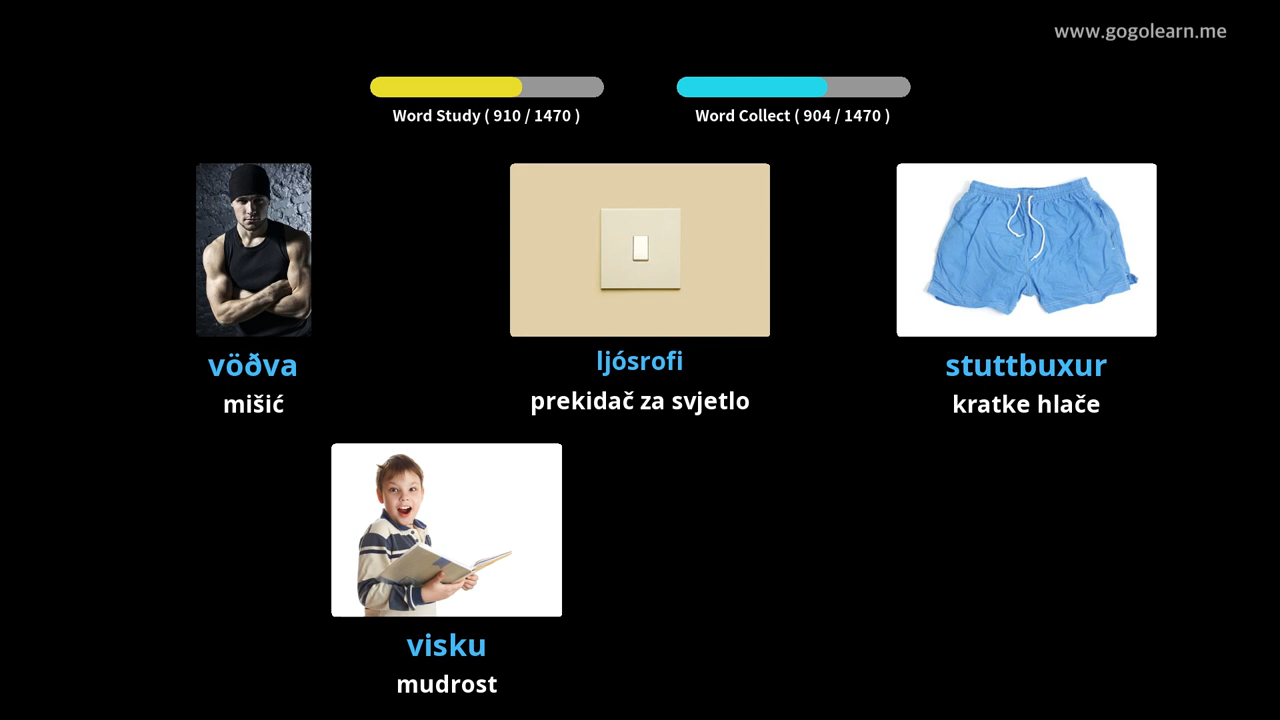 www.gogolearn.me
Word Study ( 910 / 1470 )
Word Collect ( 904 / 1470 )
vöðva
mišić
ljósrofi
prekidač za svjetlo
stuttbuxur
kratke hlače
visku
mudrost